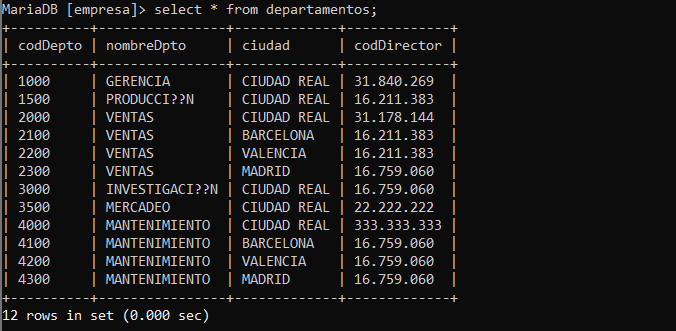 MariaDB [empresa]> select * from departamentos;
+----------+---------------+-------------+-------------+
| codDepto | nombreDpto    | ciudad      | codDirector |
+----------+---------------+-------------+-------------+
| 1000     | GERENCIA      | CIUDAD REAL | 31.840.269  |
| 1500     | PRODUCCI??N   | CIUDAD REAL | 16.211.383  |
| 2000     | VENTAS        | CIUDAD REAL | 31.178.144  |
| 2100     | VENTAS        | BARCELONA   | 16.211.383  |
| 2200     | VENTAS        | VALENCIA    | 16.211.383  |
| 2300     | VENTAS        | MADRID      | 16.759.060  |
| 3000     | INVESTIGACI??N | CIUDAD REAL | 16.759.060  |
| 3500     | MERCADEO      | CIUDAD REAL | 22.222.222  |
| 4000     | MANTENIMIENTO | CIUDAD REAL | 333.333.333 |
| 4100     | MANTENIMIENTO | BARCELONA   | 16.759.060  |
| 4200     | MANTENIMIENTO | VALENCIA    | 16.759.060  |
| 4300     | MANTENIMIENTO | MADRID      | 16.759.060  |
+----------+---------------+-------------+-------------+
12 rows in set (0.000 sec)